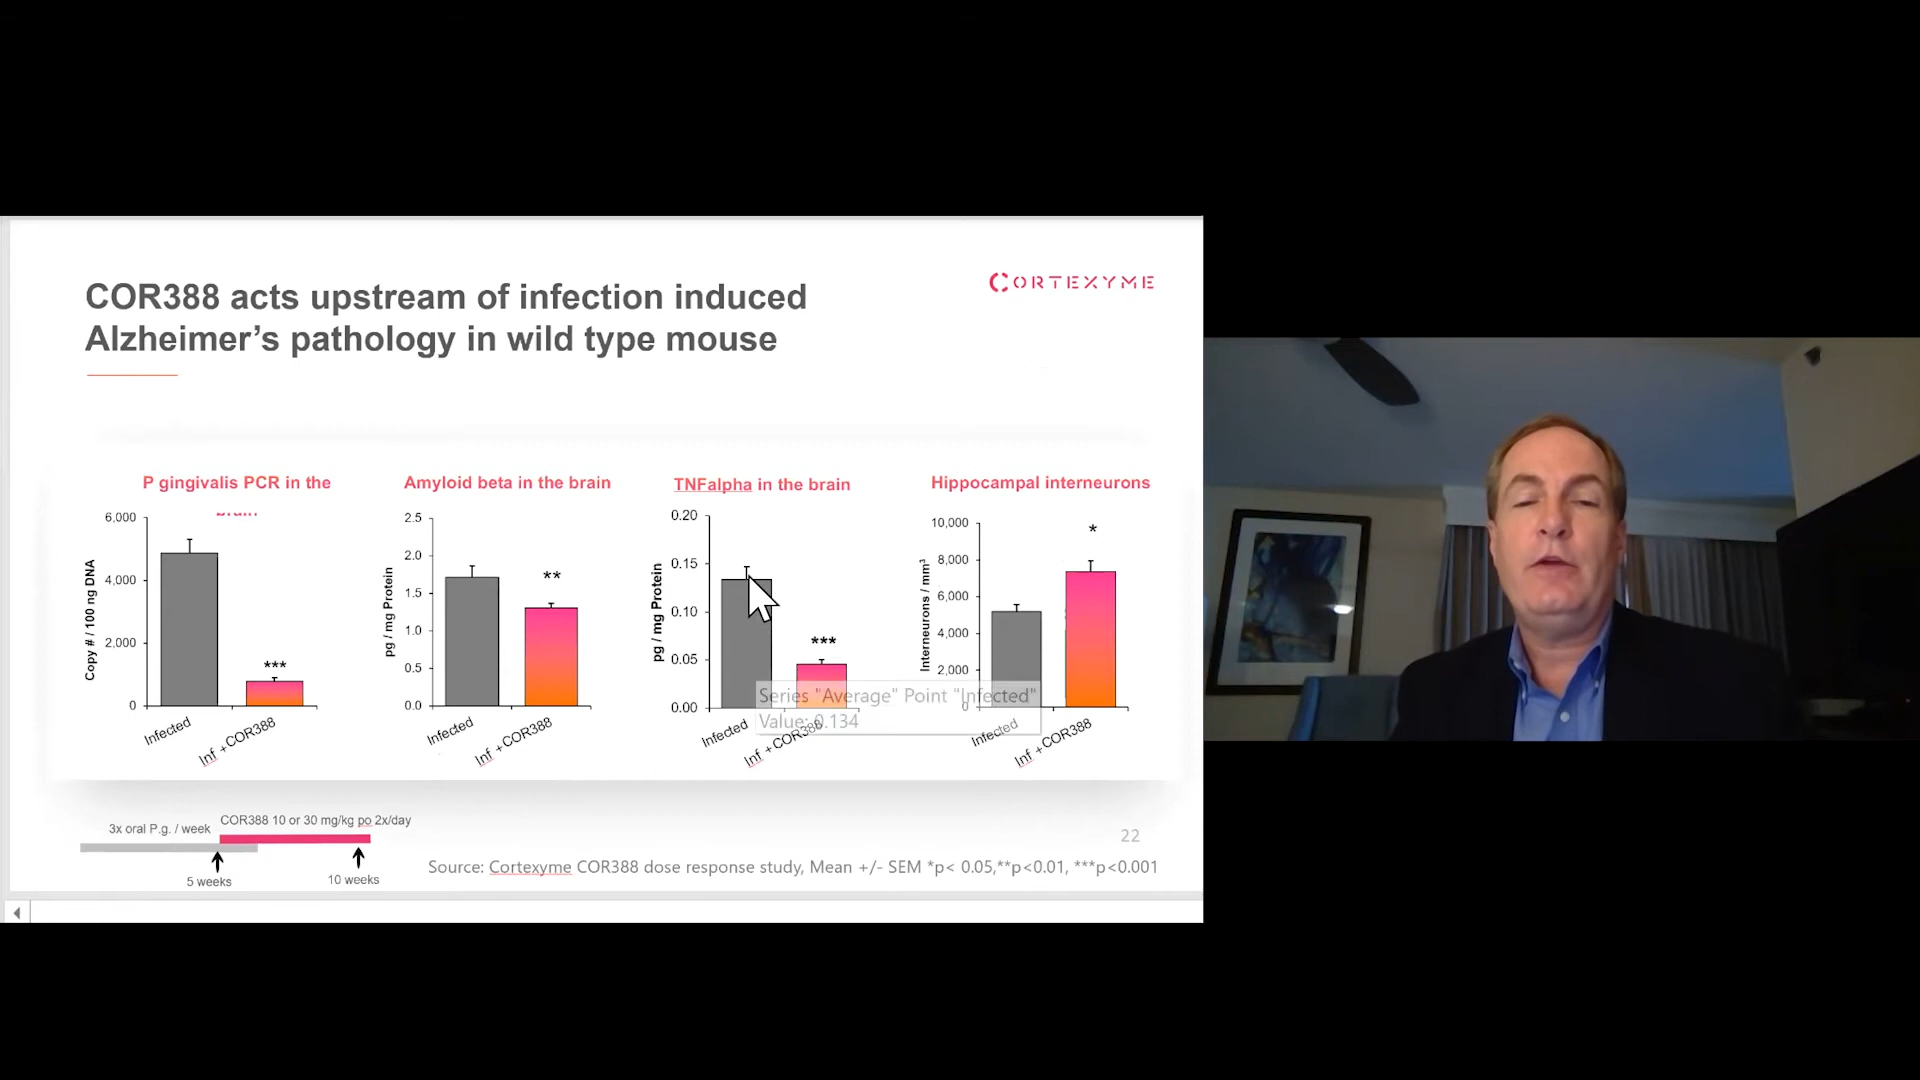 COR388 acts upstream of infection induced
Alzheimer's pathology in wild type mouse
CORTEXYME
P gingivalis PCR in the
brain
6,000
4,000
2,000
0
Copy # / 100 ng DNA
***
Infected
Inf +COR388
Amyloid beta in the brain
2.5
2.0
1.5
1.0
0.5
0.0
pg / mg Protein
**
Infected
Inf +COR388
TNFalpha in the brain
0.20
0.15
0.10
0.05
0.00
pg / mg Protein
***
Infected
Inf +COR388
Series "Average" Point "Infected"
Value: 0.134
Hippocampal interneurons
10,000
8,000
6,000
4,000
2,000
0
Interneurons / mm³
*
Infected
Inf +COR388
3x oral P.g. / week
COR388 10 or 30 mg/kg po 2x/day
5 weeks
10 weeks
22
Source: Cortexyme COR388 dose response study, Mean +/- SEM *p< 0.05,**p<0.01, ***p<0.001